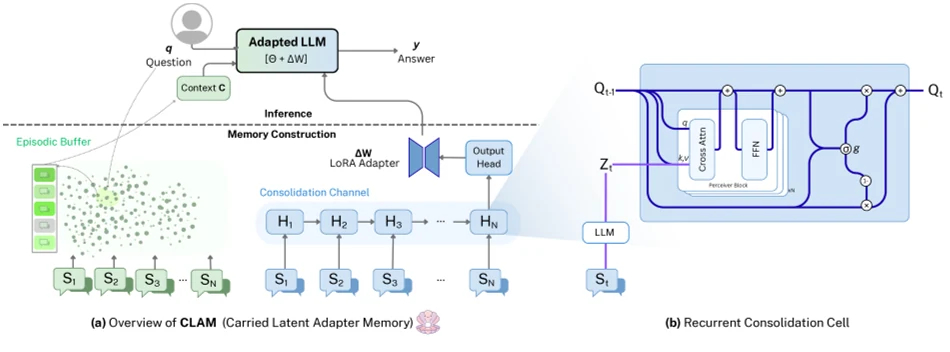 q
Question
Adapted LLM
[Θ + ΔW]
y
Answer
Context C
Inference
Memory Construction
Episodic Buffer
ΔW
LoRA Adapter
Output
Head
Consolidation Channel
H1
H2
H3
...
HN
S1
S2
S3
...
SN
S1
S2
S3
...
SN
(a) Overview of CLAM (Carried Latent Adapter Memory)
Qt-1
+
+
×
+
Qt
q
k,v
Cross Attn
FFN
Perceiver Block
xN
σ
g
1-
×
Zt
LLM
St
(b) Recurrent Consolidation Cell